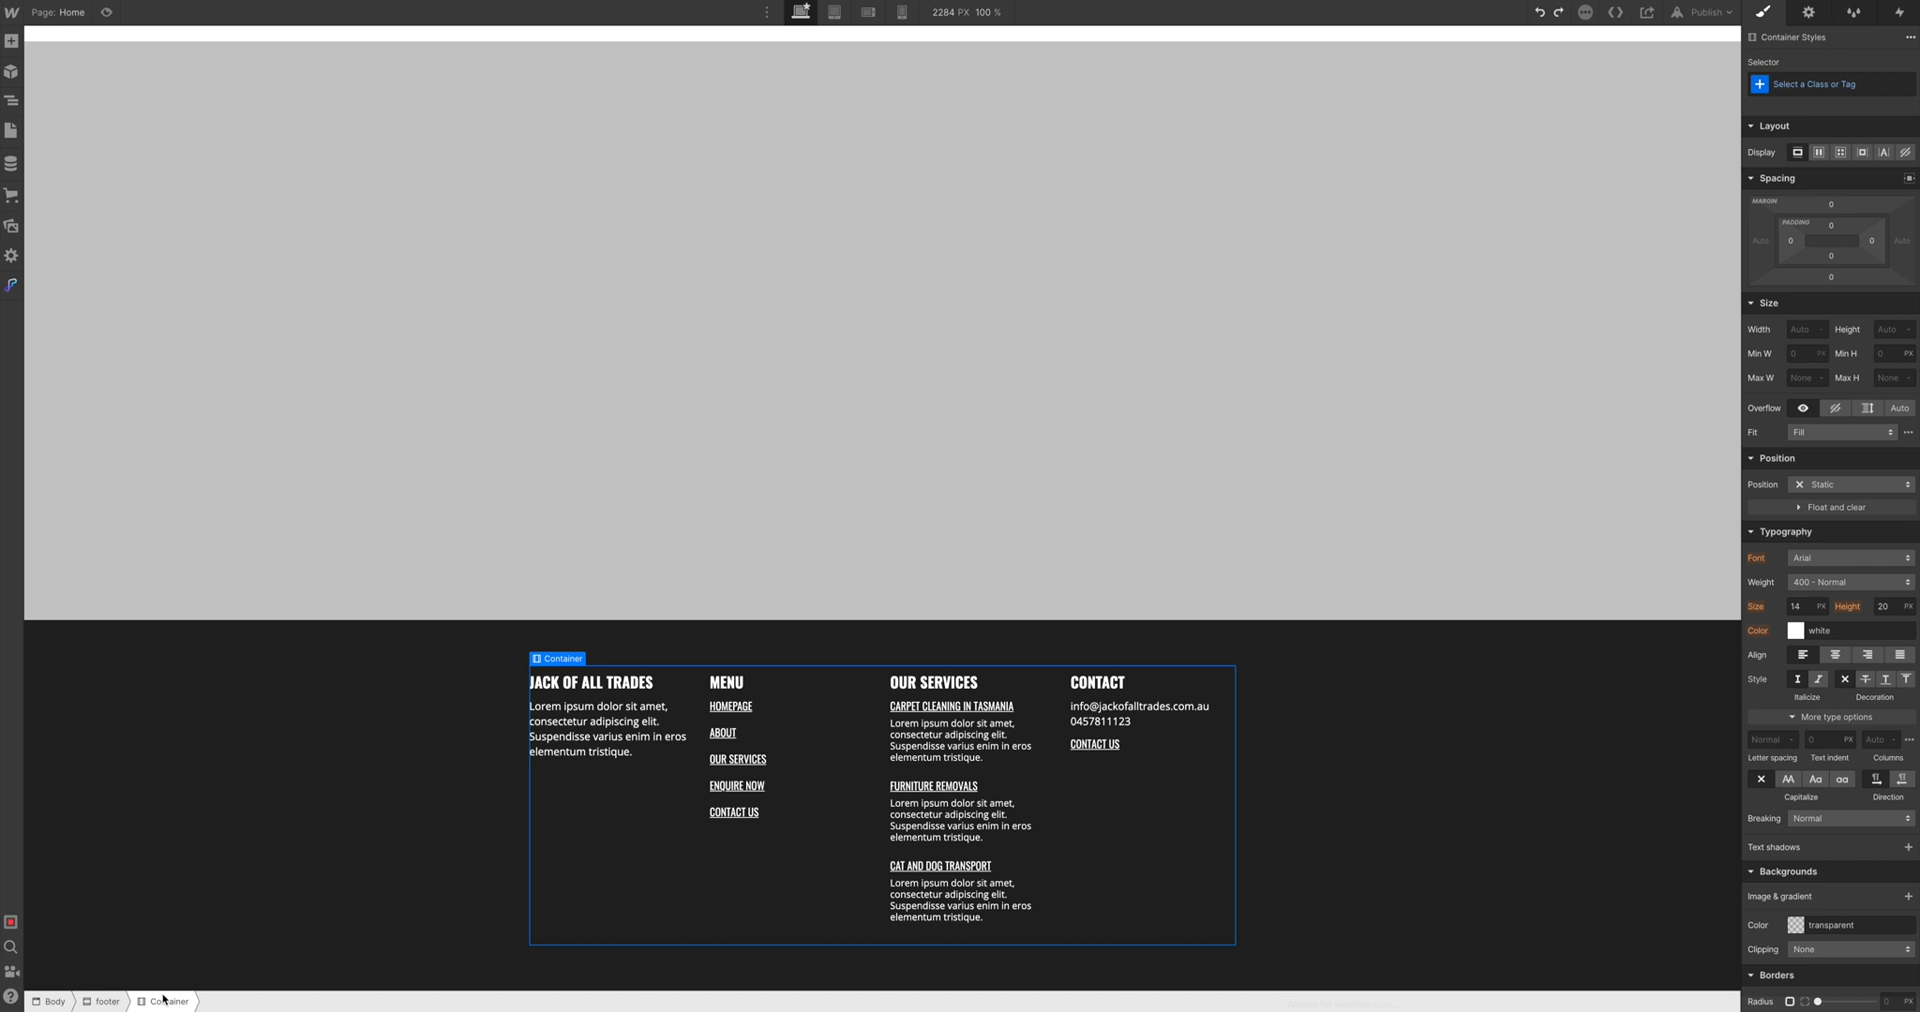 Page: Home
2284 PX 100 %
Publish
Container Styles
Selector
Select a Class or Tag
Layout
Display
Spacing
MARGIN
0
PADDING
0
Auto
0
0
Auto
0
0
Size
Width
Auto
-
Height
Auto
-
Min W
0
PX
Min H
0
PX
Max W
None
-
Max H
None
-
Overflow
Auto
Fit
Fill
Position
Position
Static
Float and clear
Typography
Font
Arial
Weight
400 - Normal
Size
14
PX
Height
20
PX
Color
white
Align
Style
Italicize
Decoration
More type options
Normal
-
0
PX
Auto
-
Letter spacing
Text indent
Columns
AA
Aa
aa
Capitalize
Direction
Breaking
Normal
Text shadows
Backgrounds
Image & gradient
Color
transparent
Clipping
None
Borders
Radius
0
PX
Container
JACK OF ALL TRADES
Lorem ipsum dolor sit amet,
consectetur adipiscing elit.
Suspendisse varius enim in eros
elementum tristique.
MENU
HOMEPAGE
ABOUT
OUR SERVICES
ENQUIRE NOW
CONTACT US
OUR SERVICES
CARPET CLEANING IN TASMANIA
Lorem ipsum dolor sit amet,
consectetur adipiscing elit.
Suspendisse varius enim in eros
elementum tristique.
FURNITURE REMOVALS
Lorem ipsum dolor sit amet,
consectetur adipiscing elit.
Suspendisse varius enim in eros
elementum tristique.
CAT AND DOG TRANSPORT
Lorem ipsum dolor sit amet,
consectetur adipiscing elit.
Suspendisse varius enim in eros
elementum tristique.
CONTACT
info@jackofalltrades.com.au
0457811123
CONTACT US
Body
footer
Container